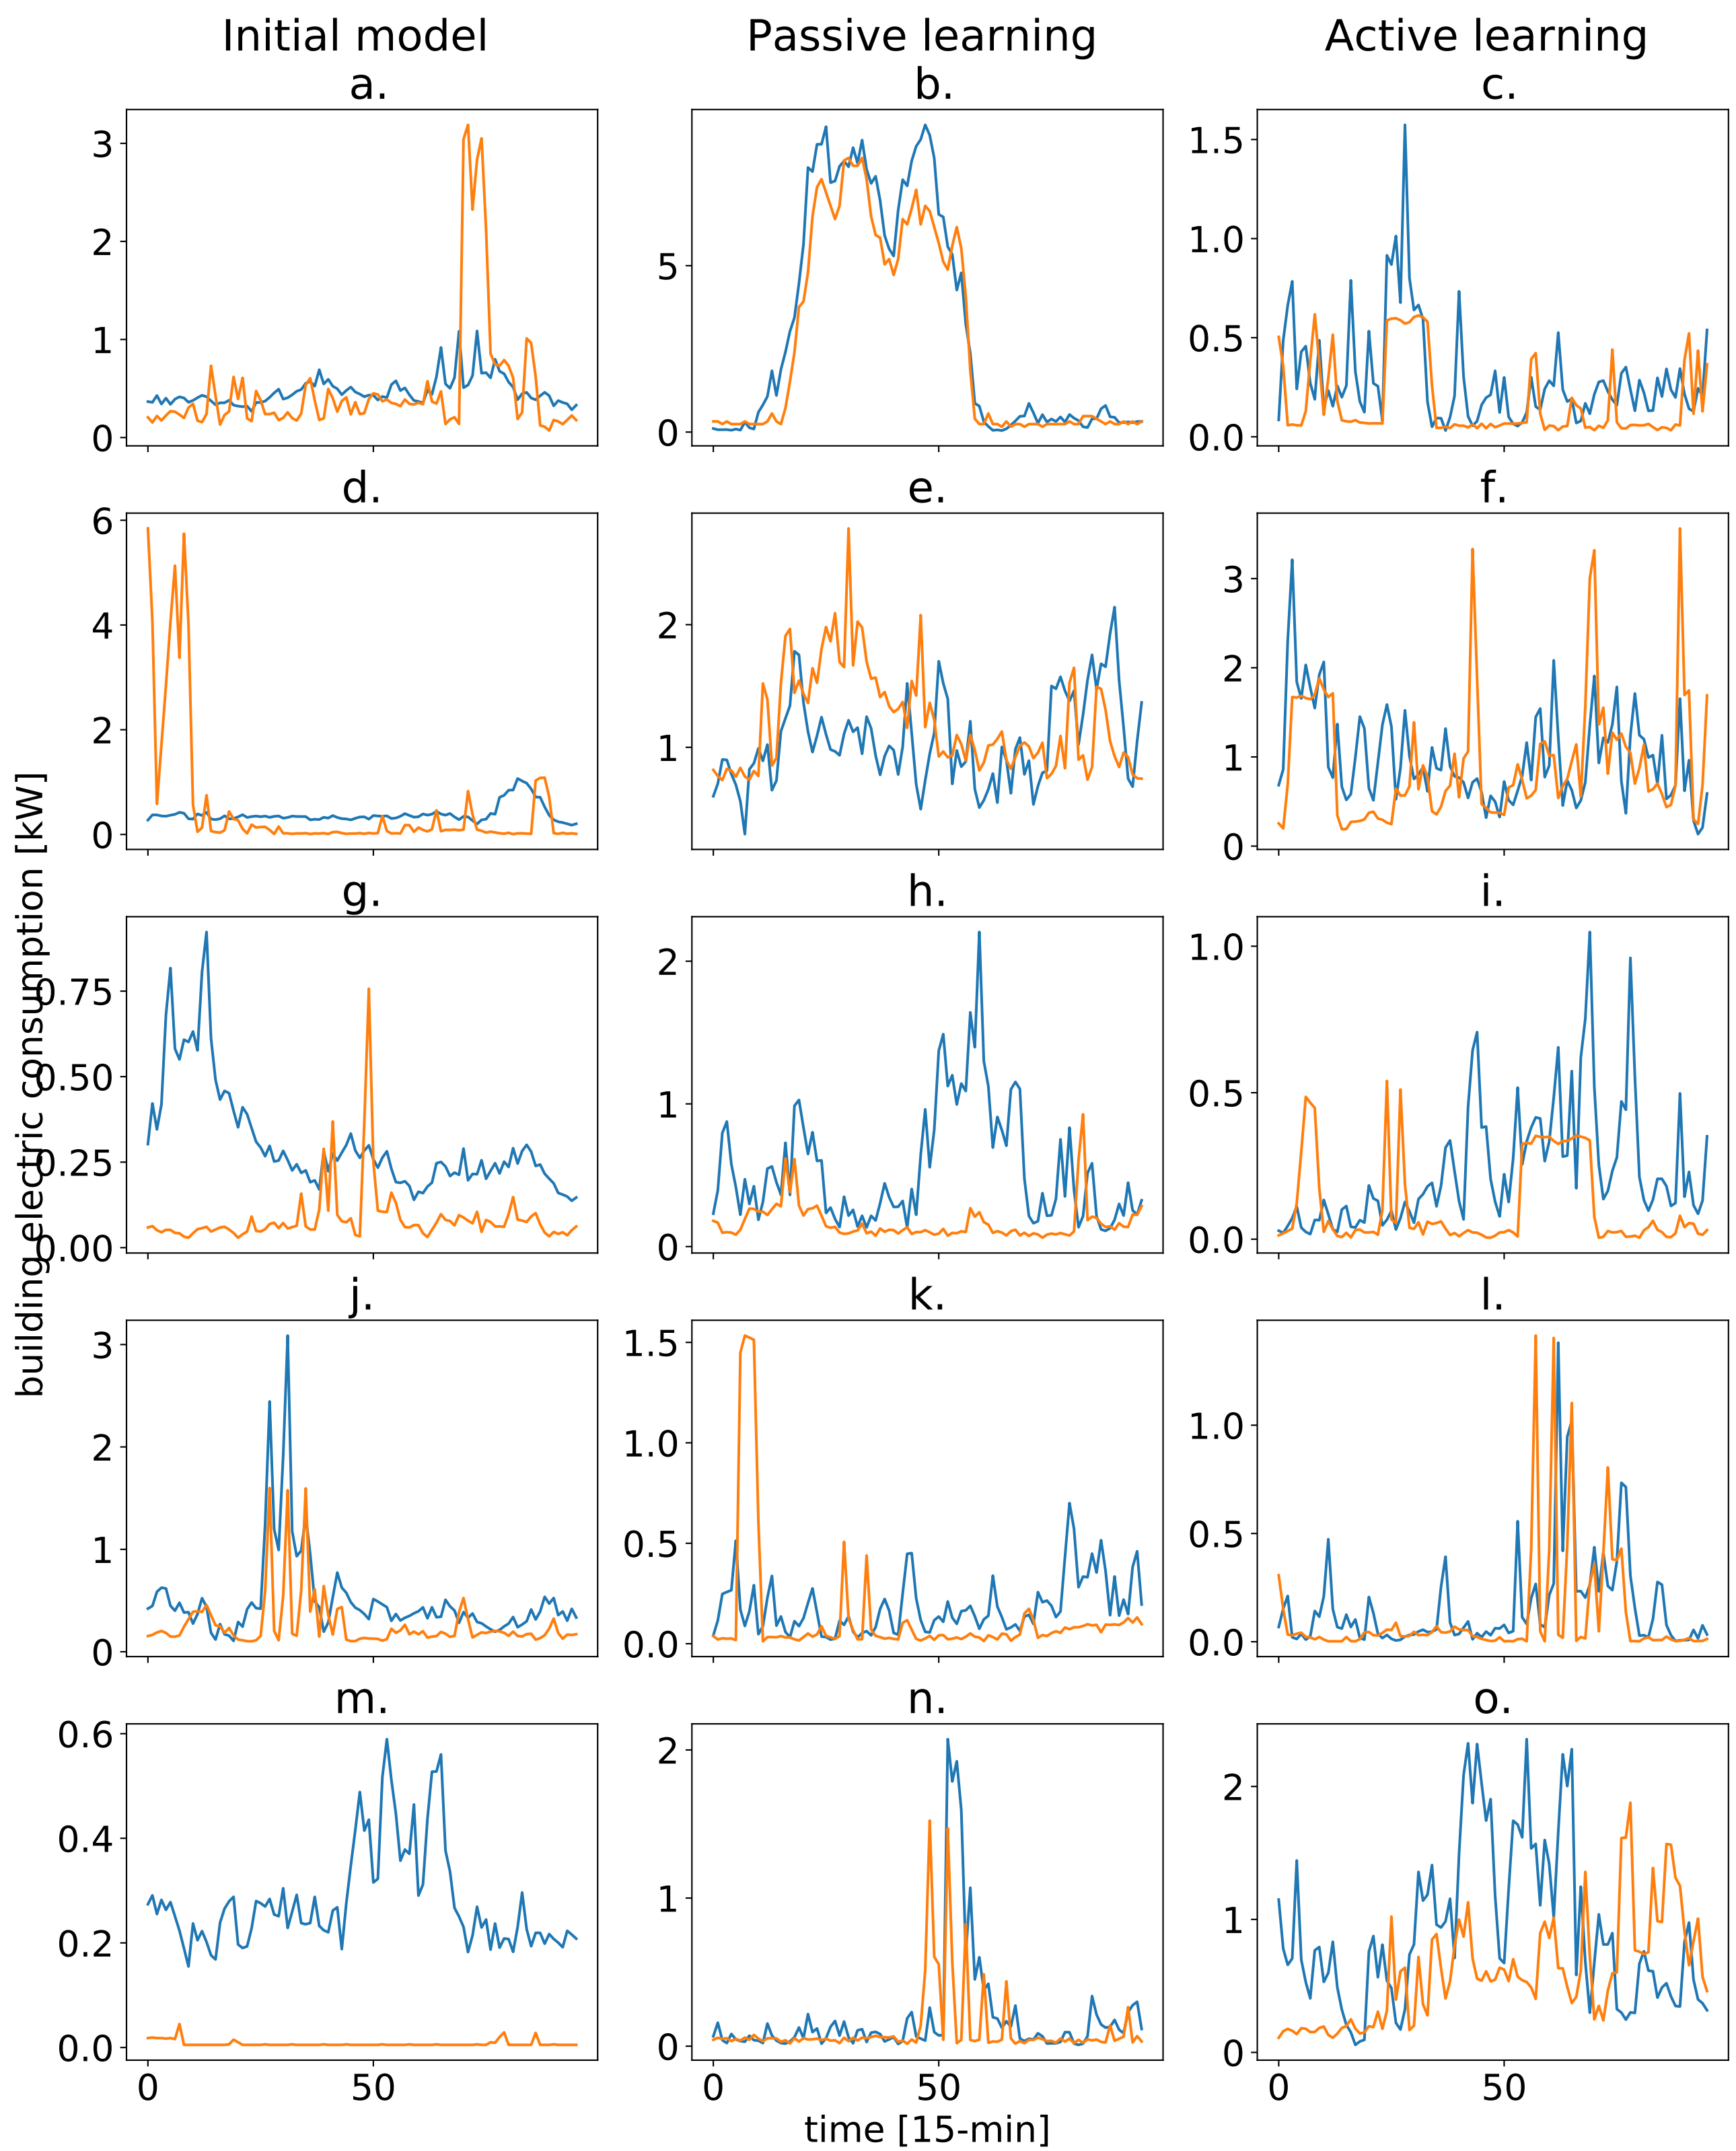 Initial model
Passive learning
Active learning
a.
b.
c.
3
2
1
0
5
0
1.5
1.0
0.5
0.0
d.
e.
f.
6
4
2
0
2
1
3
2
1
0
g.
h.
i.
0.75
0.50
0.25
0.00
2
1
0
1.0
0.5
0.0
j.
k.
l.
3
2
1
0
1.5
1.0
0.5
0.0
1.0
0.5
0.0
m.
n.
o.
0.6
0.4
0.2
0.0
2
1
0
2
1
0
0 50
0 50
0 50
building electric consumption [kW]
time [15-min]